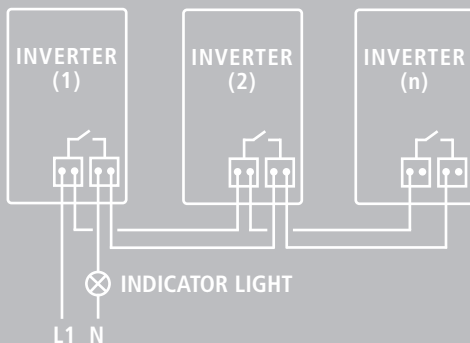 INVERTER
(1)
INVERTER
(2)
INVERTER
(n)
INDICATOR LIGHT
L1 N